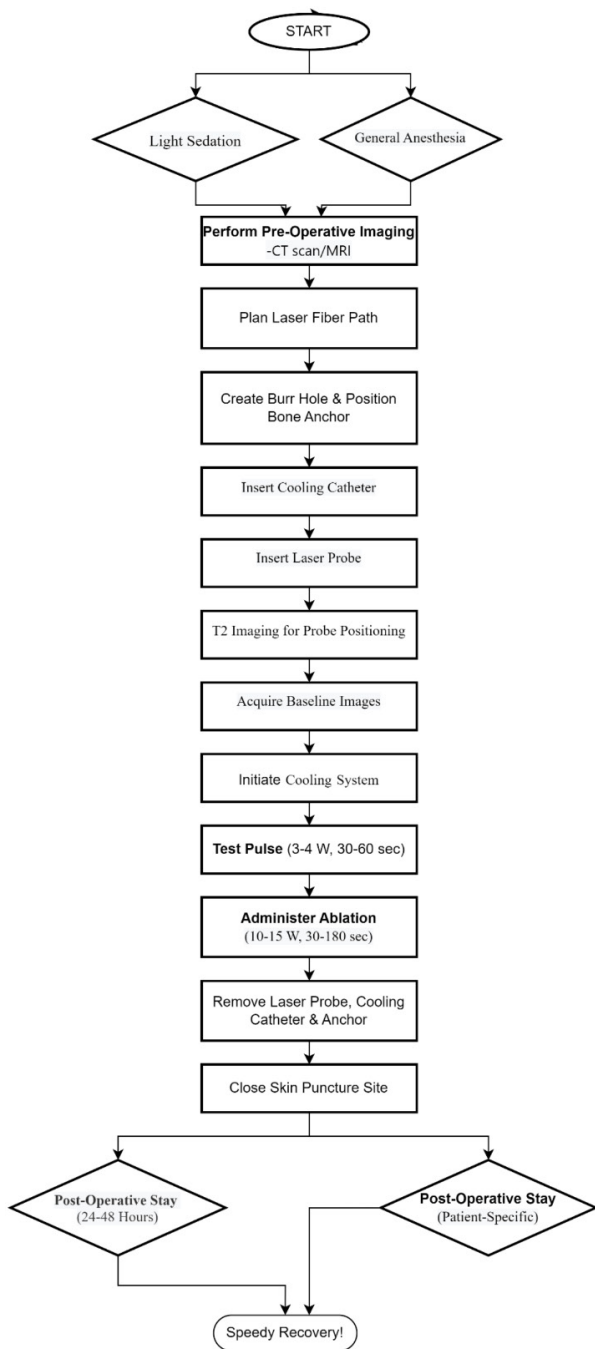 START
Light Sedation
General Anesthesia
Perform Pre-Operative Imaging
-CT scan/MRI
Plan Laser Fiber Path
Create Burr Hole & Position
Bone Anchor
Insert Cooling Catheter
Insert Laser Probe
T2 Imaging for Probe Positioning
Acquire Baseline Images
Initiate Cooling System
Test Pulse (3-4 W, 30-60 sec)
Administer Ablation
(10-15 W, 30-180 sec)
Remove Laser Probe, Cooling
Catheter & Anchor
Close Skin Puncture Site
Post-Operative Stay
(24-48 Hours)
Post-Operative Stay
(Patient-Specific)
Speedy Recovery!